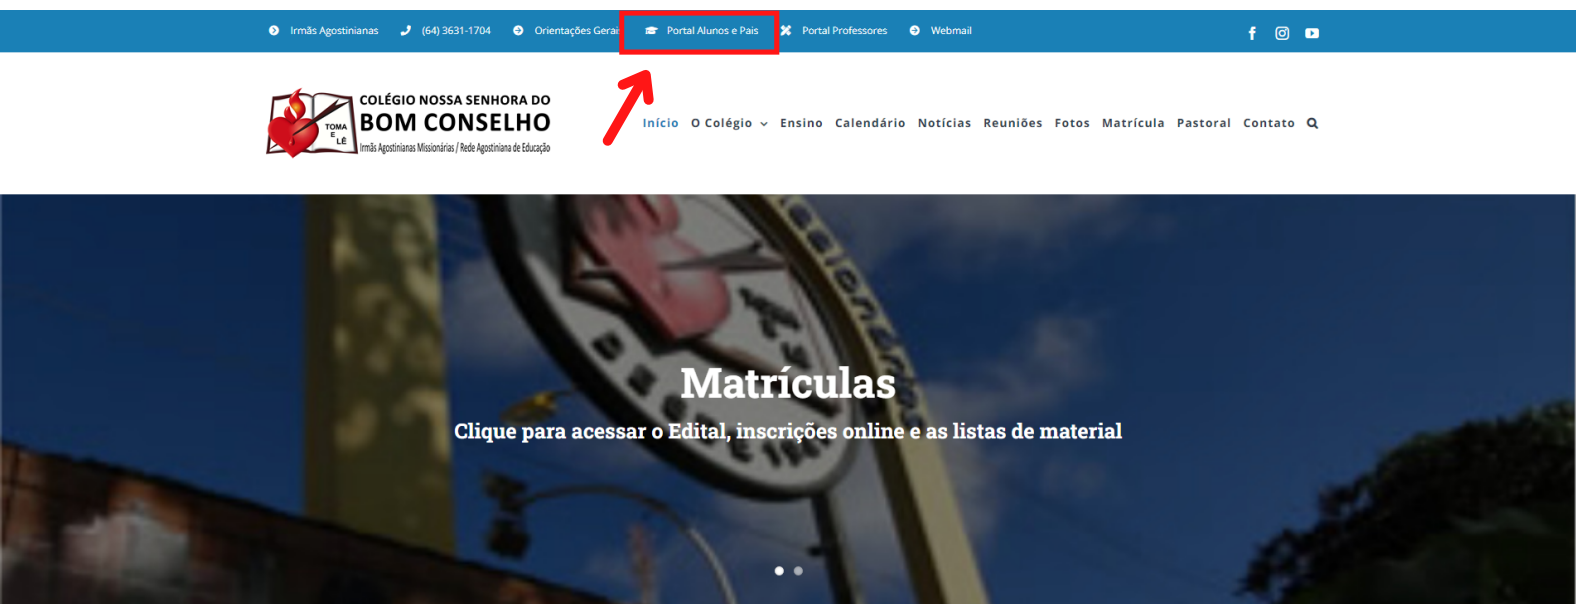 Irmãs Agostinianas (64) 3631-1704 Orientações Gerais Portal Alunos e Pais Portal Professores Webmail
COLÉGIO NOSSA SENHORA DO
BOM CONSELHO
Irmãs Agostinianas Missionárias / Rede Agostiniana de Educação
TOMA
E
LÊ
Início O Colégio Ensino Calendário Notícias Reuniões Fotos Matrícula Pastoral Contato
Matrículas
Clique para acessar o Edital, inscrições online e as listas de material